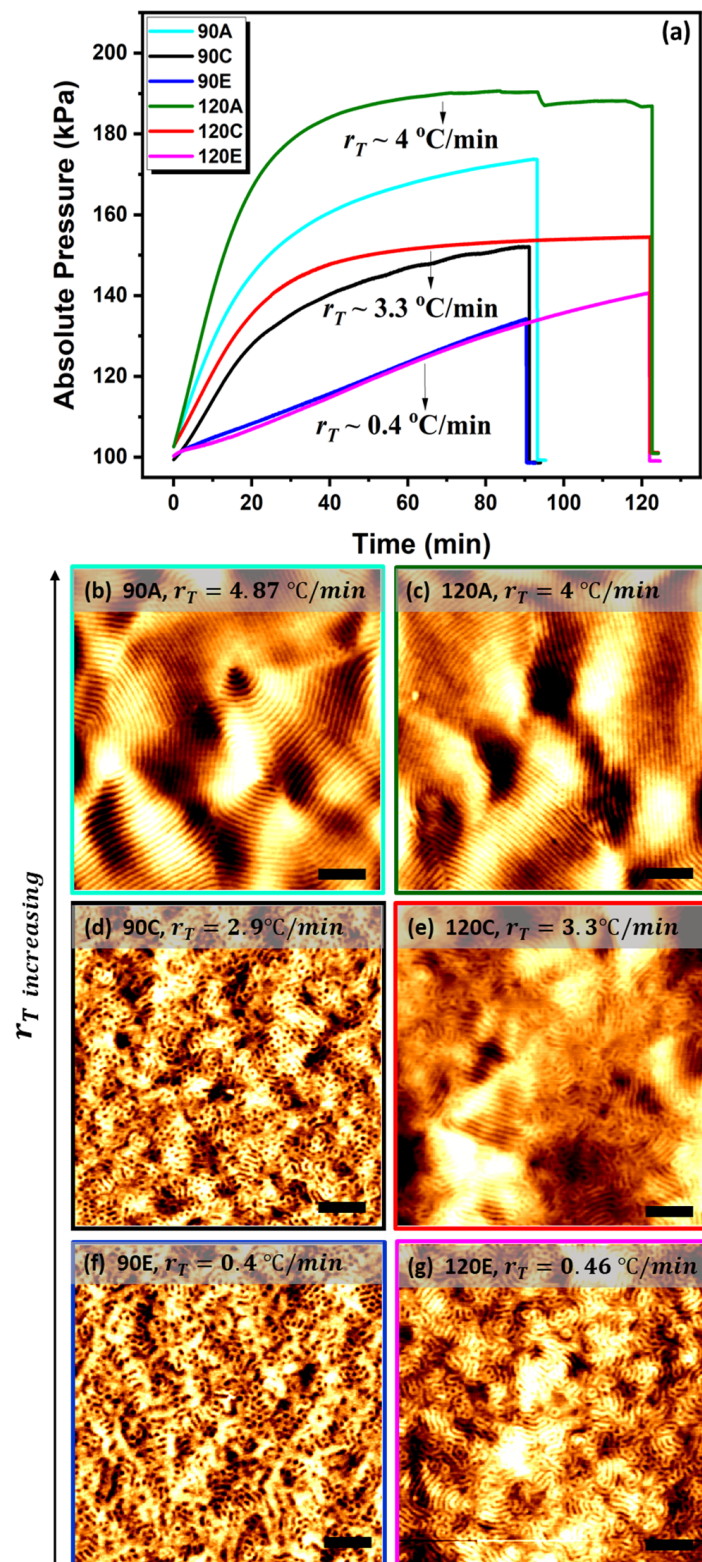 (a)
90A
90C
90E
120A
120C
120E
200
180
160
140
120
100
Absolute Pressure (kPa)
r_T ~ 4 °C/min
r_T ~ 3.3 °C/min
r_T ~ 0.4 °C/min
0 20 40 60 80 100 120
Time (min)
(b) 90A, r_T = 4.87 °C/min
(c) 120A, r_T = 4 °C/min
r_T increasing
(d) 90C, r_T = 2.9°C/min
(e) 120C, r_T = 3.3°C/min
(f) 90E, r_T = 0.4 °C/min
(g) 120E, r_T = 0.46 °C/min